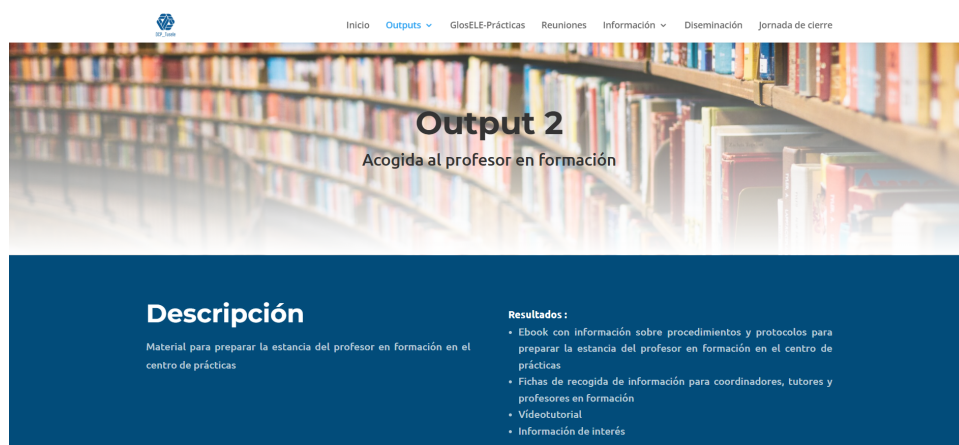 Inicio Outputs GlosELE-Prácticas Reuniones Información Diseminación Jornada de cierre
Output 2
Acogida al profesor en formación
Descripción
Material para preparar la estancia del profesor en formación en el
centro de prácticas
Resultados :
• Ebook con información sobre procedimientos y protocolos para
preparar la estancia del profesor en formación en el centro de
prácticas
• Fichas de recogida de información para coordinadores, tutores y
profesores en formación
• Vídeotutorial
• Información de interés